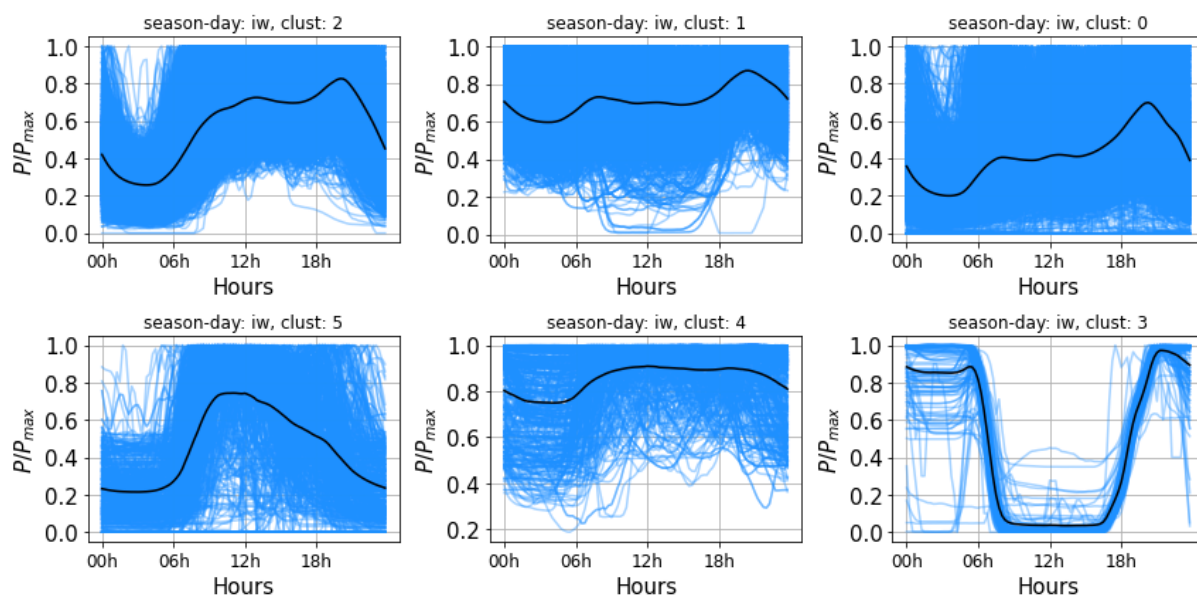 season-day: iw, clust: 2
season-day: iw, clust: 1
season-day: iw, clust: 0
P/Pmax
1.0
0.8
0.6
0.4
0.2
0.0
00h 06h 12h 18h
Hours
P/Pmax
1.0
0.8
0.6
0.4
0.2
0.0
00h 06h 12h 18h
Hours
P/Pmax
1.0
0.8
0.6
0.4
0.2
0.0
00h 06h 12h 18h
Hours
season-day: iw, clust: 5
season-day: iw, clust: 4
season-day: iw, clust: 3
P/Pmax
1.0
0.8
0.6
0.4
0.2
0.0
00h 06h 12h 18h
Hours
P/Pmax
1.0
0.8
0.6
0.4
0.2
00h 06h 12h 18h
Hours
P/Pmax
1.0
0.8
0.6
0.4
0.2
0.0
00h 06h 12h 18h
Hours